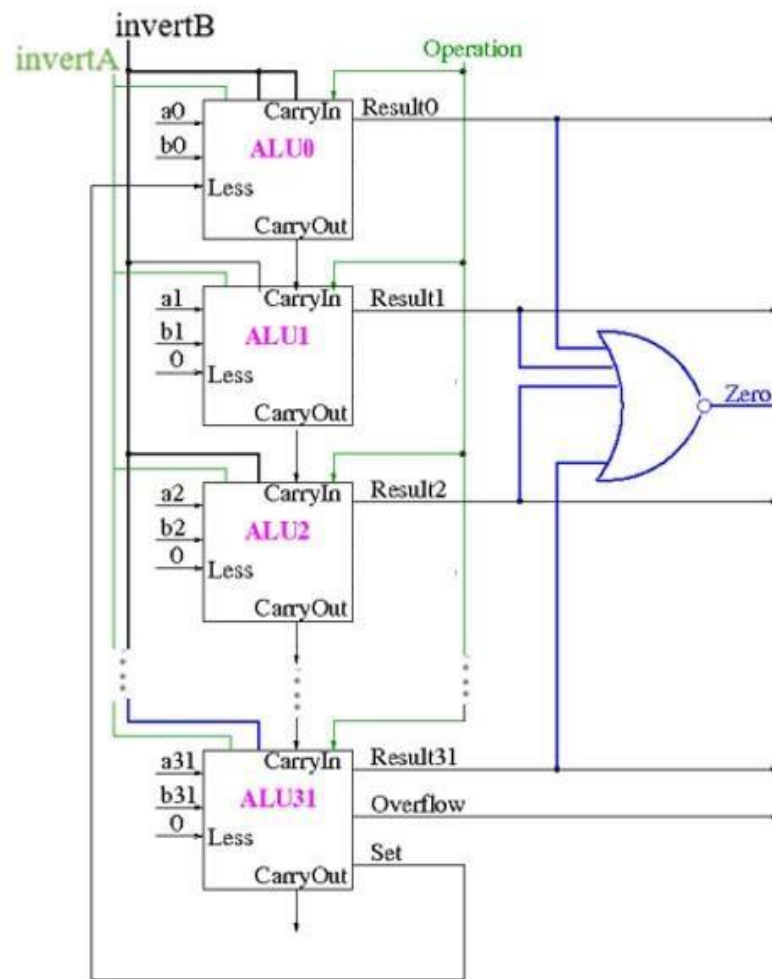 invertB
invertA
Operation
a0
CarryIn
Result0
b0
ALU0
Less
CarryOut
a1
CarryIn
Result1
b1
ALU1
0
Less
CarryOut
Zero
a2
CarryIn
Result2
b2
ALU2
0
Less
CarryOut
a31
CarryIn
Result31
b31
ALU31
Overflow
0
Less
Set
CarryOut